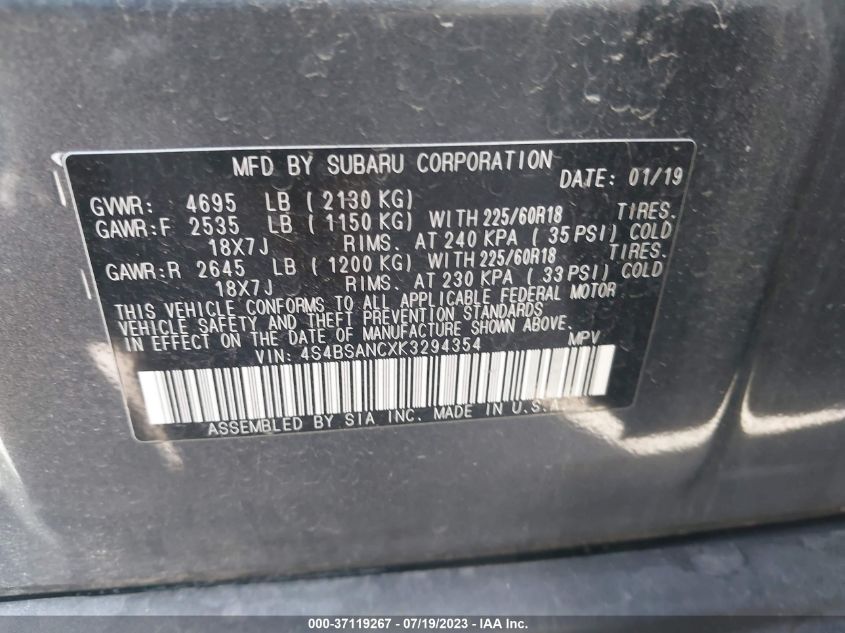 MFD BY SUBARU CORPORATION
DATE: 01/19
GVWR: 4695 LB ( 2130 KG)
GAWR:F 2535 LB ( 1150 KG) WITH 225/60R18 TIRES.
18X7J RIMS. AT 240 KPA ( 35 PSI) COLD
GAWR:R 2645 LB ( 1200 KG) WITH 225/60R18 TIRES.
18X7J RIMS. AT 230 KPA ( 33 PSI) COLD
THIS VEHICLE CONFORMS TO ALL APPLICABLE FEDERAL MOTOR
VEHICLE SAFETY AND THEFT PREVENTION STANDARDS
IN EFFECT ON THE DATE OF MANUFACTURE SHOWN ABOVE.
VIN: 4S4BSANCXK3294354 MPV
ASSEMBLED BY SIA INC. MADE IN U.S.
000-37119267 - 07/19/2023 - IAA Inc.